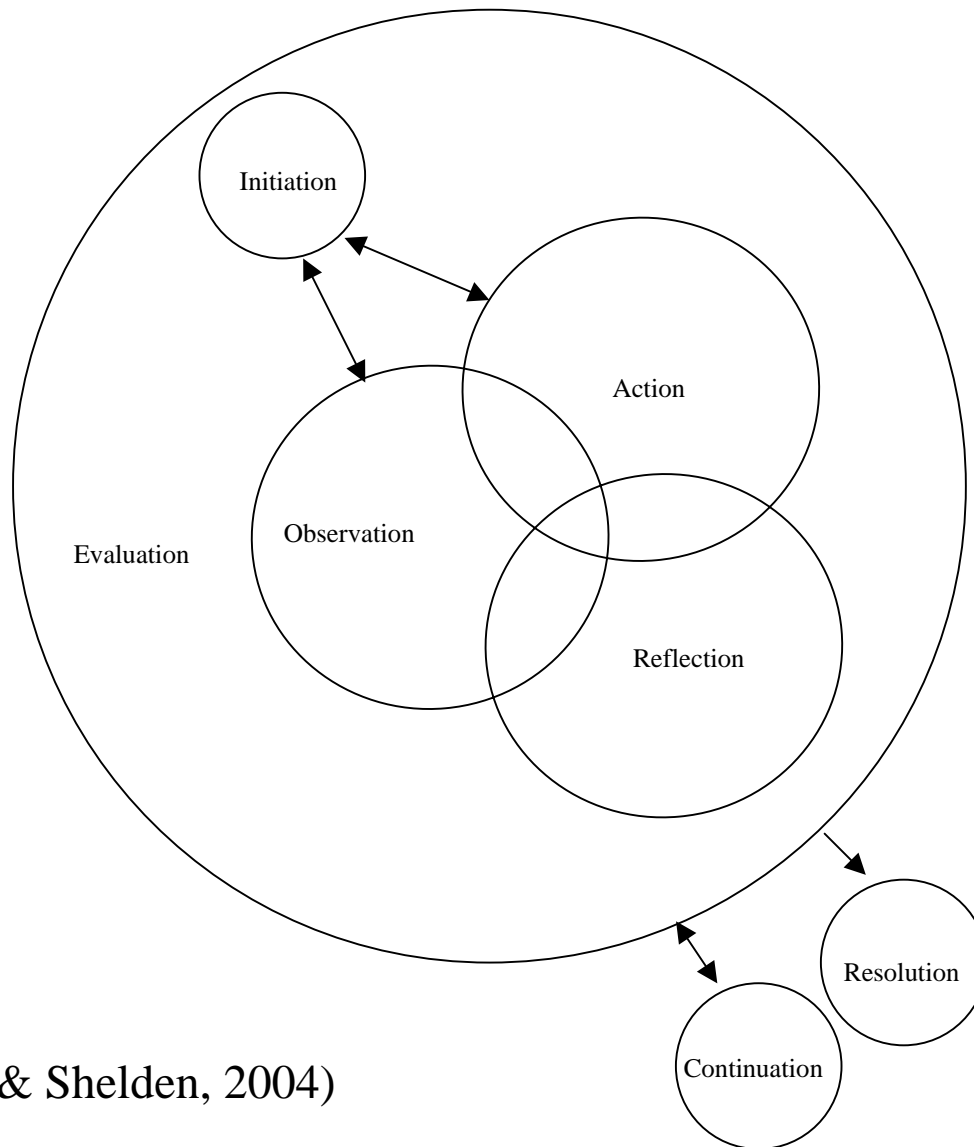 Initiation
Action
Observation
Evaluation
Reflection
Resolution
Continuation
& Shelden, 2004)